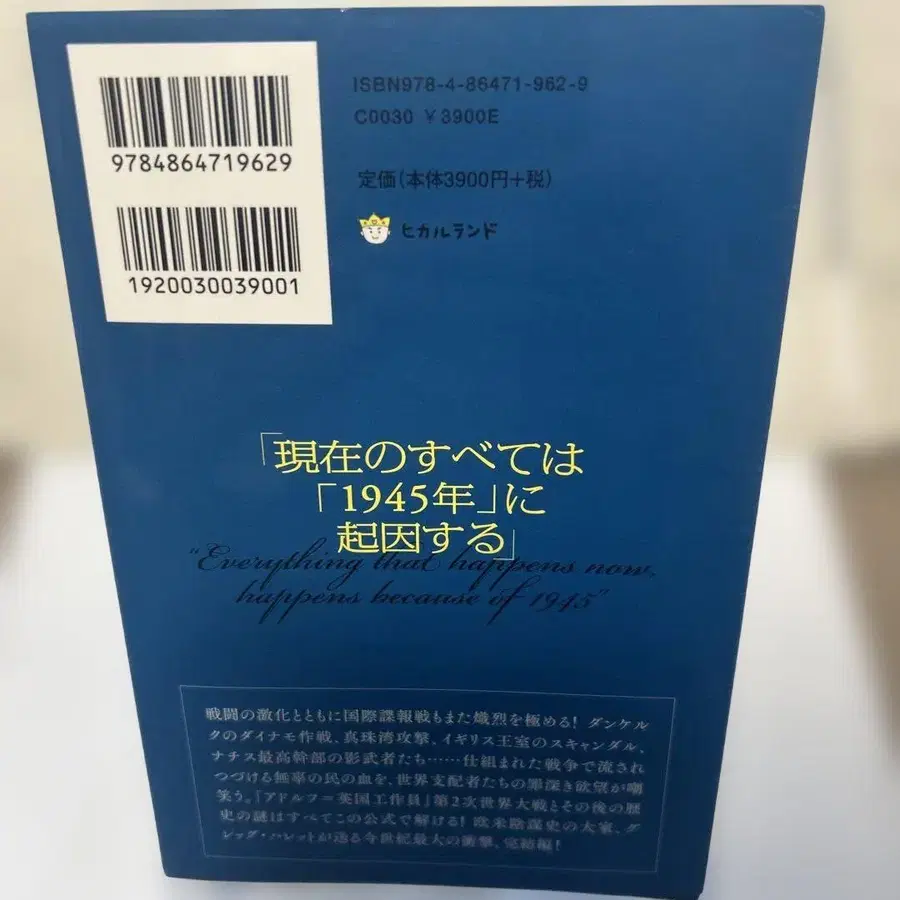 ISBN978-4-86471-962-9
C0030 ¥3900E
9784864719629
定価(本体3900円+税)
ヒカルランド
1920030039001
「現在のすべては
「1945年」に
起因する」
"Everything that happens now,
happens because of 1945"
戦闘の激化とともに国際諜報戦もまた熾烈を極める! ダンケル
クのダイナモ作戦、真珠湾攻撃、イギリス王室のスキャンダル、
ナチス最高幹部の影武者たち……仕組まれた戦争で流され
つづける無辜の民の血を、世界支配者たちの罪深き欲望が嘲
笑う。「アドルフ=英国工作員」第2次世界大戦とその後の歴
史の謎はすべてこの公式で解ける! 欧米陰謀史の大家、グ
レッグ・ハレットが送る今世紀最大の衝撃、完結編!